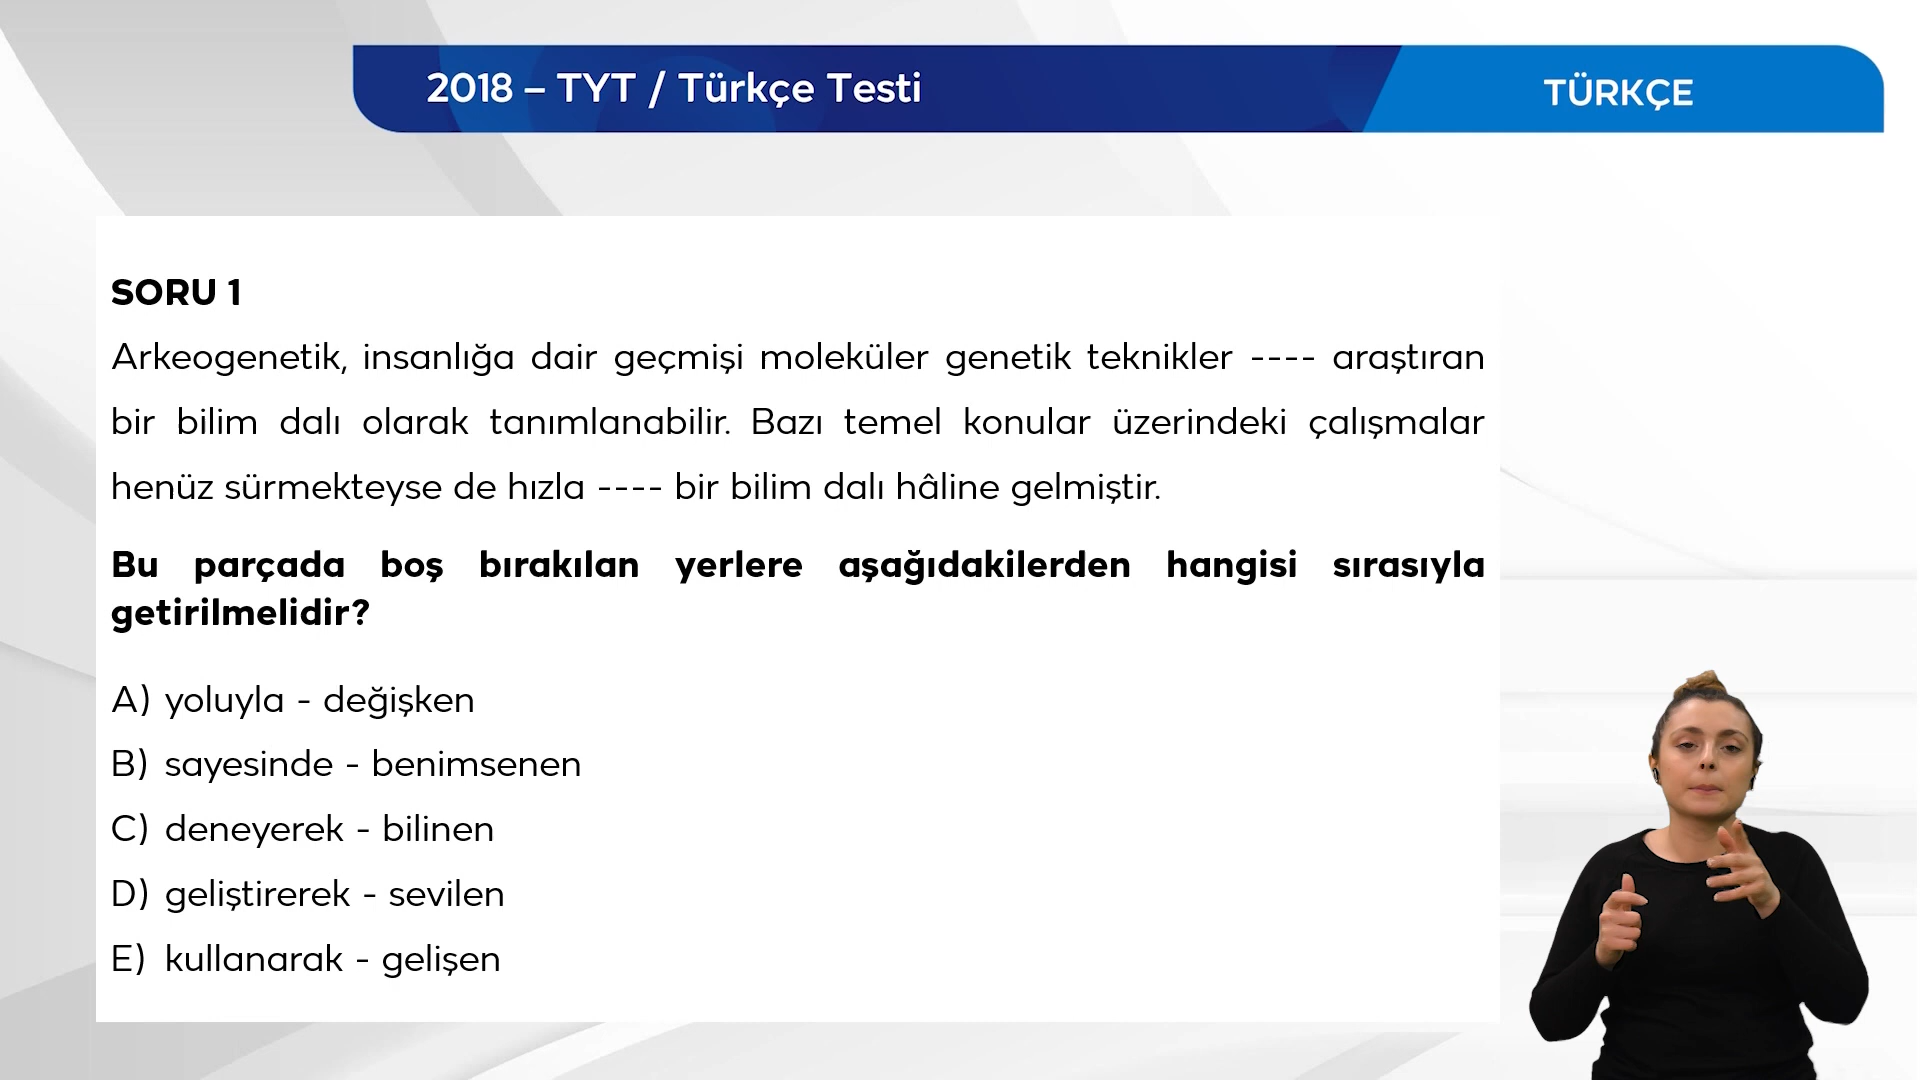 2018 – TYT / Türkçe Testi
TÜRKÇE
SORU 1
Arkeogenetik, insanlığa dair geçmişi moleküler genetik teknikler ---- araştıran
bir bilim dalı olarak tanımlanabilir. Bazı temel konular üzerindeki çalışmalar
henüz sürmekteyse de hızla ---- bir bilim dalı hâline gelmiştir.
Bu parçada boş bırakılan yerlere aşağıdakilerden hangisi sırasıyla
getirilmelidir?
A) yoluyla - değişken
B) sayesinde - benimsenen
C) deneyerek - bilinen
D) geliştirerek - sevilen
E) kullanarak - gelişen